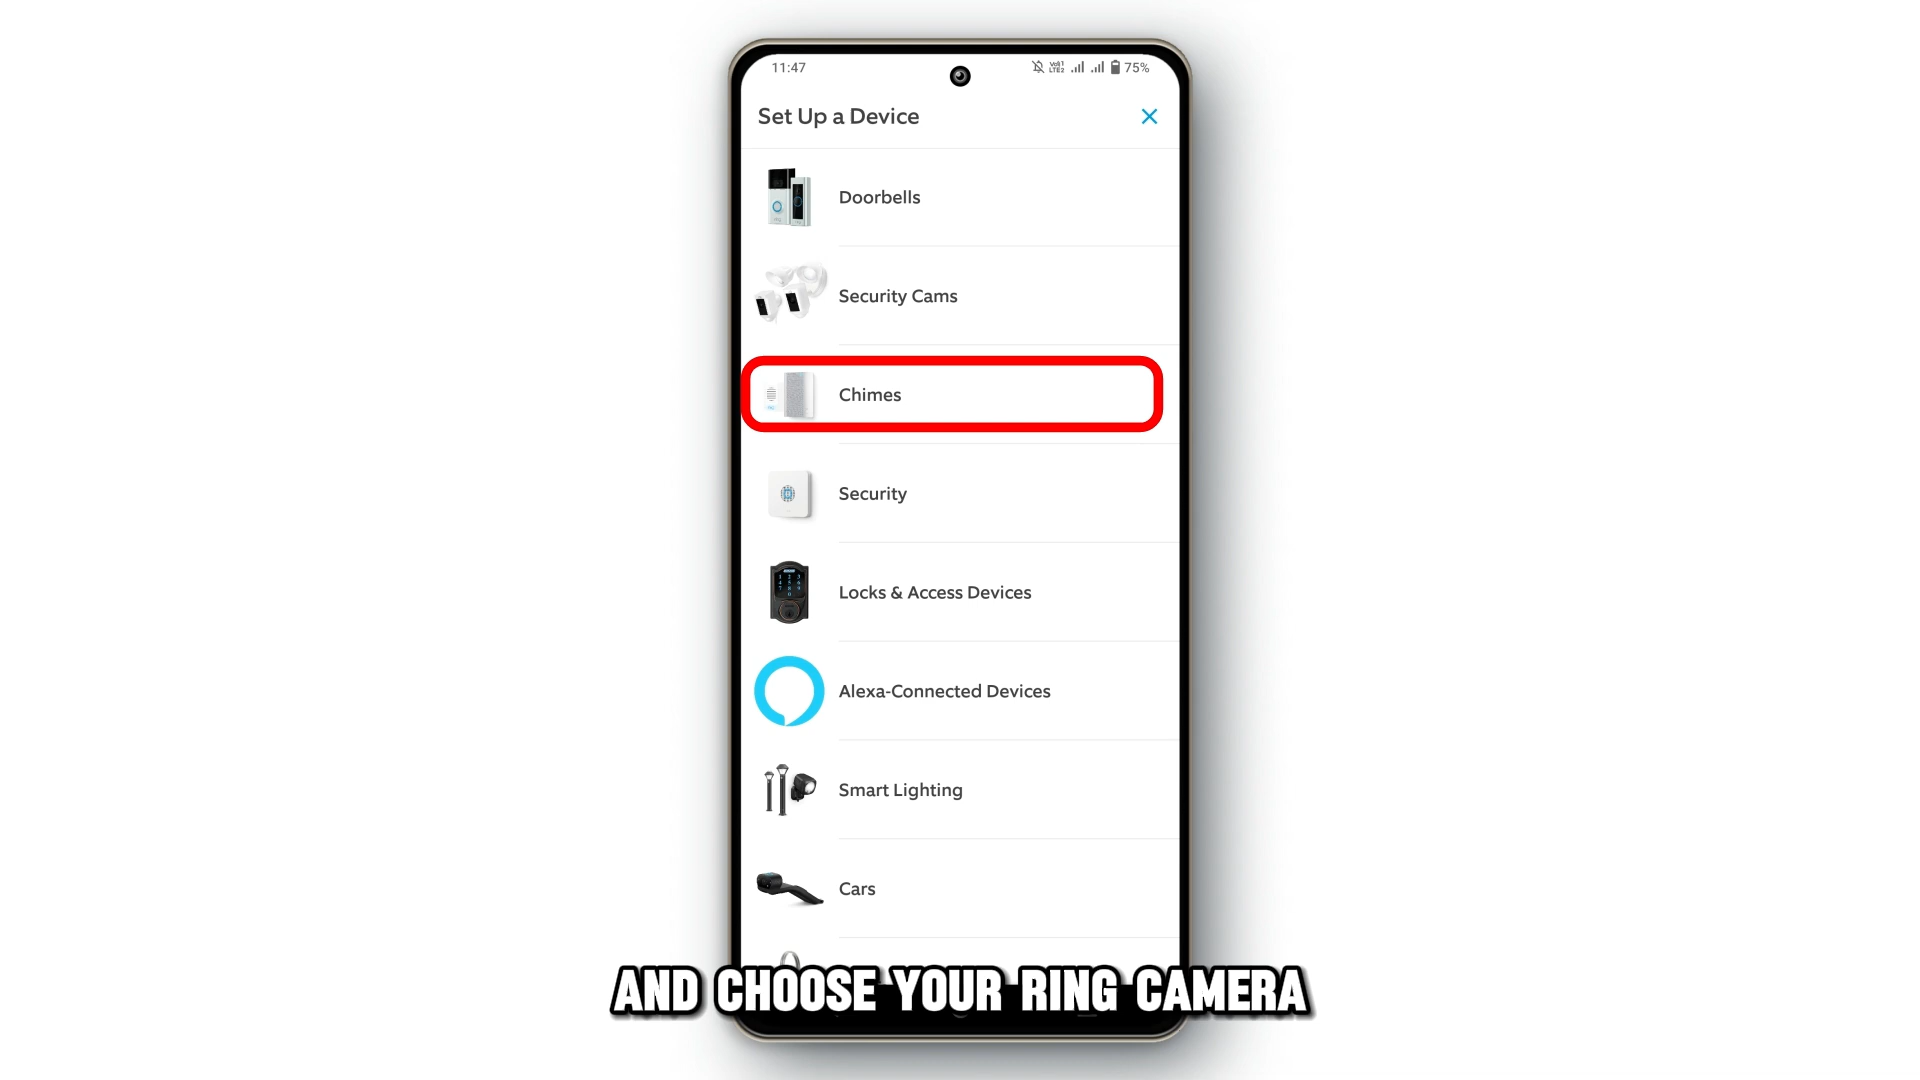 11:47
75%
Set Up a Device
Doorbells
Security Cams
Chimes
Security
Locks & Access Devices
Alexa-Connected Devices
Smart Lighting
Cars
AND CHOOSE YOUR RING CAMERA